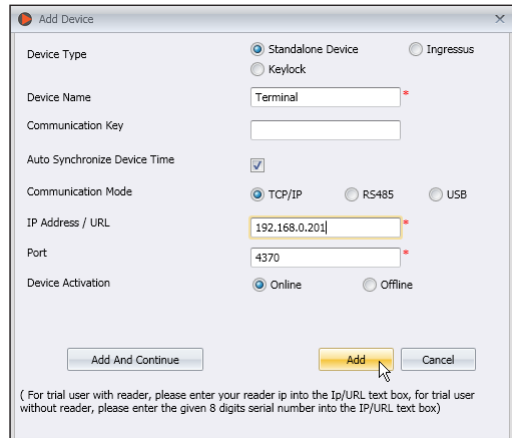 Add Device
Device Type Standalone Device Ingressus
Keylock
Device Name Terminal *
Communication Key
Auto Synchronize Device Time
Communication Mode TCP/IP RS485 USB
IP Address / URL 192.168.0.201 *
Port 4370 *
Device Activation Online Offline
Add And Continue Add Cancel
( For trial user with reader, please enter your reader ip into the Ip/URL text box, for trial user
without reader, please enter the given 8 digits serial number into the IP/URL text box)